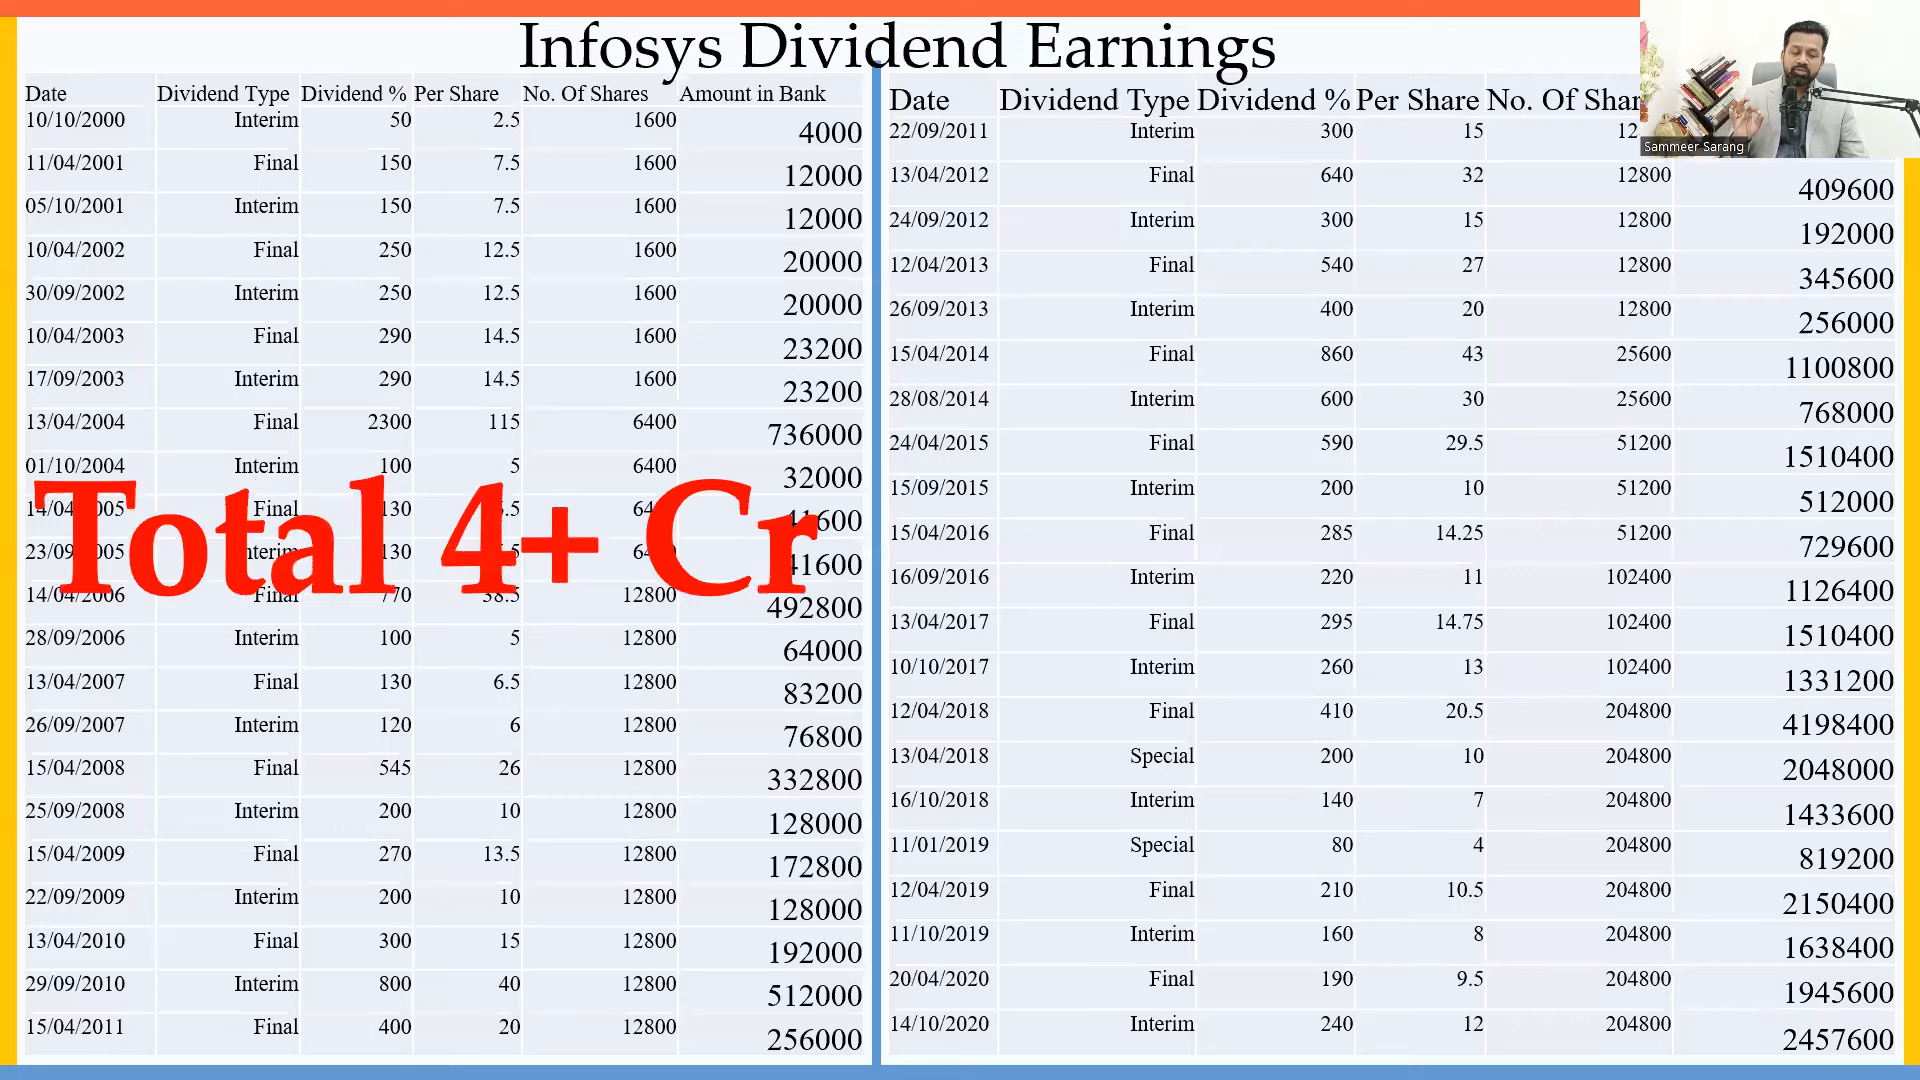 Infosys Dividend Earnings
Date Dividend Type Dividend % Per Share No. Of Shares Amount in Bank
10/10/2000 Interim 50 2.5 1600 4000
11/04/2001 Final 150 7.5 1600 12000
05/10/2001 Interim 150 7.5 1600 12000
10/04/2002 Final 250 12.5 1600 20000
30/09/2002 Interim 250 12.5 1600 20000
10/04/2003 Final 290 14.5 1600 23200
17/09/2003 Interim 290 14.5 1600 23200
13/04/2004 Final 2300 115 6400 736000
01/10/2004 Interim 100 5 6400 32000
Final 130 41600
Interim 130 41600
14/04/2006 Final 770 38.5 12800 492800
28/09/2006 Interim 100 5 12800 64000
13/04/2007 Final 130 6.5 12800 83200
26/09/2007 Interim 120 6 12800 76800
15/04/2008 Final 545 26 12800 332800
25/09/2008 Interim 200 10 12800 128000
15/04/2009 Final 270 13.5 12800 172800
22/09/2009 Interim 200 10 12800 128000
13/04/2010 Final 300 15 12800 192000
29/09/2010 Interim 800 40 12800 512000
15/04/2011 Final 400 20 12800 256000
Total 4+ Cr
Date Dividend Type Dividend % Per Share No. Of Shar
22/09/2011 Interim 300 15 12
13/04/2012 Final 640 32 12800 409600
24/09/2012 Interim 300 15 12800 192000
12/04/2013 Final 540 27 12800 345600
26/09/2013 Interim 400 20 12800 256000
15/04/2014 Final 860 43 25600 1100800
28/08/2014 Interim 600 30 25600 768000
24/04/2015 Final 590 29.5 51200 1510400
15/09/2015 Interim 200 10 51200 512000
15/04/2016 Final 285 14.25 51200 729600
16/09/2016 Interim 220 11 102400 1126400
13/04/2017 Final 295 14.75 102400 1510400
10/10/2017 Interim 260 13 102400 1331200
12/04/2018 Final 410 20.5 204800 4198400
13/04/2018 Special 200 10 204800 2048000
16/10/2018 Interim 140 7 204800 1433600
11/01/2019 Special 80 4 204800 819200
12/04/2019 Final 210 10.5 204800 2150400
11/10/2019 Interim 160 8 204800 1638400
20/04/2020 Final 190 9.5 204800 1945600
14/10/2020 Interim 240 12 204800 2457600
Sammeer Sarang